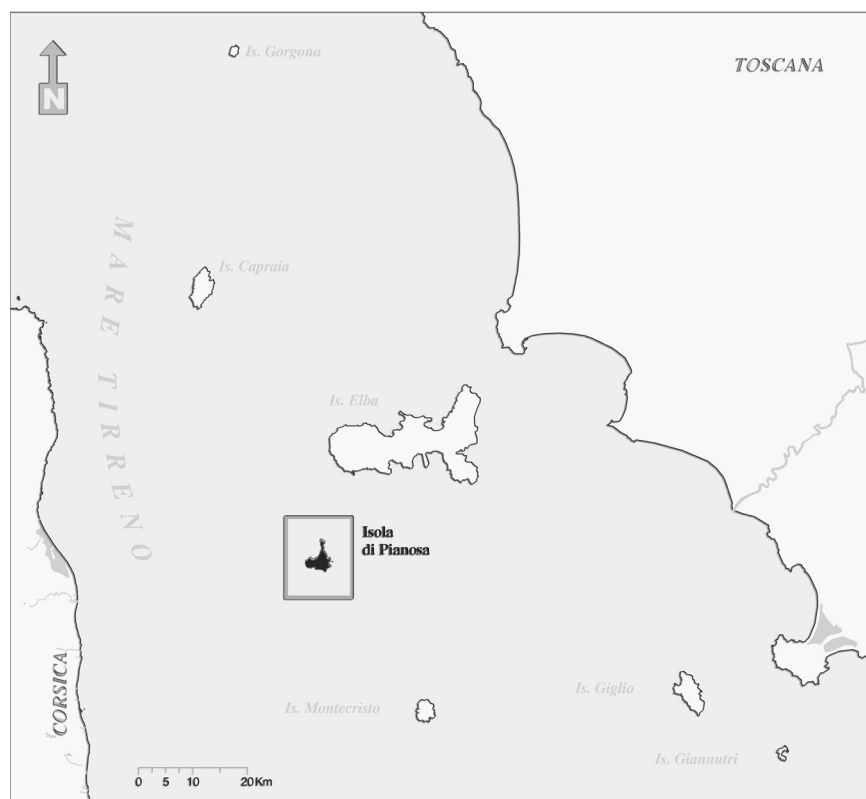 Is. Gorgona
TOSCANA
N
MARE TIRRENO
Is. Capraia
Is. Elba
Isola
di Pianosa
CORSICA
Is. Giglio
Is. Montecristo
Is. Giannutri
0 5 10 20Km